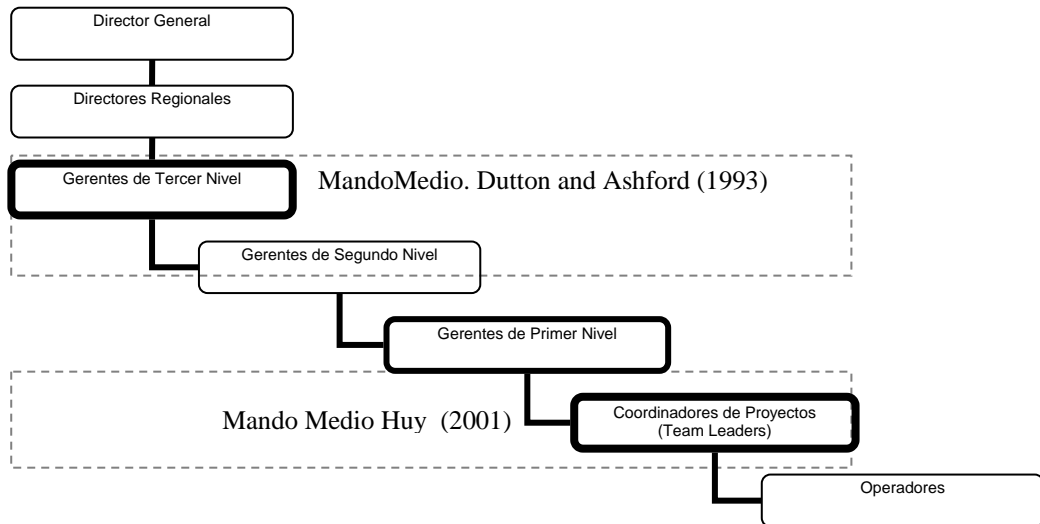 Director General
Directores Regionales
Gerentes de Tercer Nivel
MandoMedio. Dutton and Ashford (1993)
Gerentes de Segundo Nivel
Gerentes de Primer Nivel
Mando Medio Huy  (2001)
Coordinadores de Proyectos
(Team Leaders)
Operadores